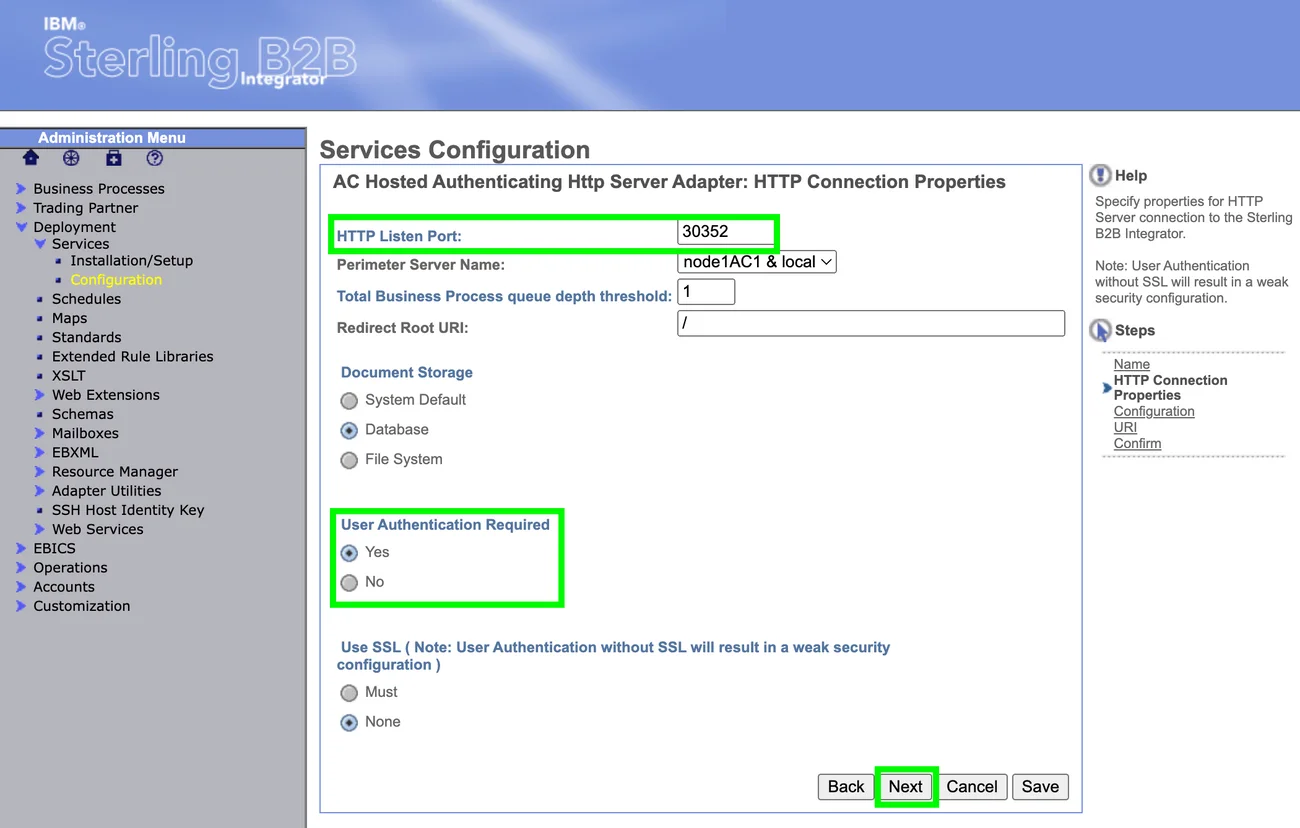 IBM®
Sterling B2B
Integrator
Administration Menu
Business Processes
Trading Partner
Deployment
Services
Installation/Setup
Configuration
Schedules
Maps
Standards
Extended Rule Libraries
XSLT
Web Extensions
Schemas
Mailboxes
EBXML
Resource Manager
Adapter Utilities
SSH Host Identity Key
Web Services
EBICS
Operations
Accounts
Customization
Services Configuration
AC Hosted Authenticating Http Server Adapter: HTTP Connection Properties
HTTP Listen Port: 30352
Perimeter Server Name: node1AC1 & local
Total Business Process queue depth threshold: 1
Redirect Root URI: /
Document Storage
System Default
Database
File System
User Authentication Required
Yes
No
Use SSL ( Note: User Authentication without SSL will result in a weak security
configuration )
Must
None
Back Next Cancel Save
Help
Specify properties for HTTP
Server connection to the Sterling
B2B Integrator.
Note: User Authentication
without SSL will result in a weak
security configuration.
Steps
Name
HTTP Connection
Properties
Configuration
URI
Confirm